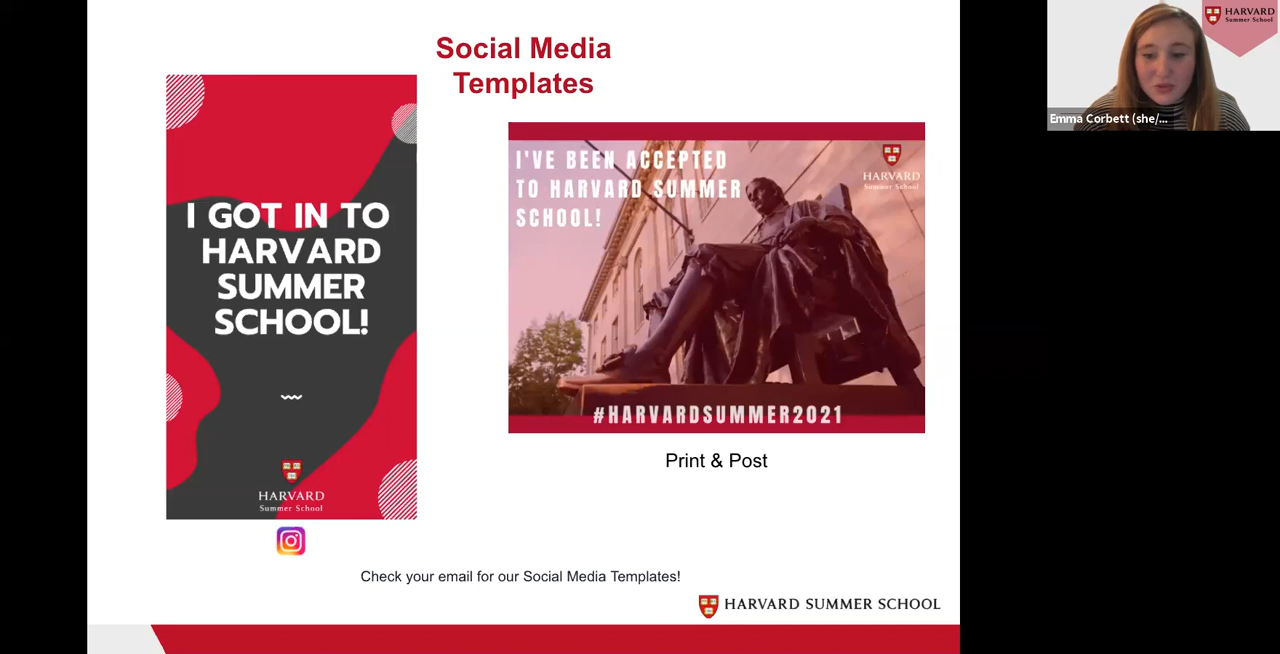 Social Media
Templates
I GOT IN TO
HARVARD
SUMMER
SCHOOL!
HARVARD
Summer School
I'VE BEEN ACCEPTED
TO HARVARD SUMMER
SCHOOL!
HARVARD
Summer School
#HARVARDSUMMER2021
Print & Post
Check your email for our Social Media Templates!
HARVARD SUMMER SCHOOL
HARVARD
Summer School
Emma Corbett (she/...